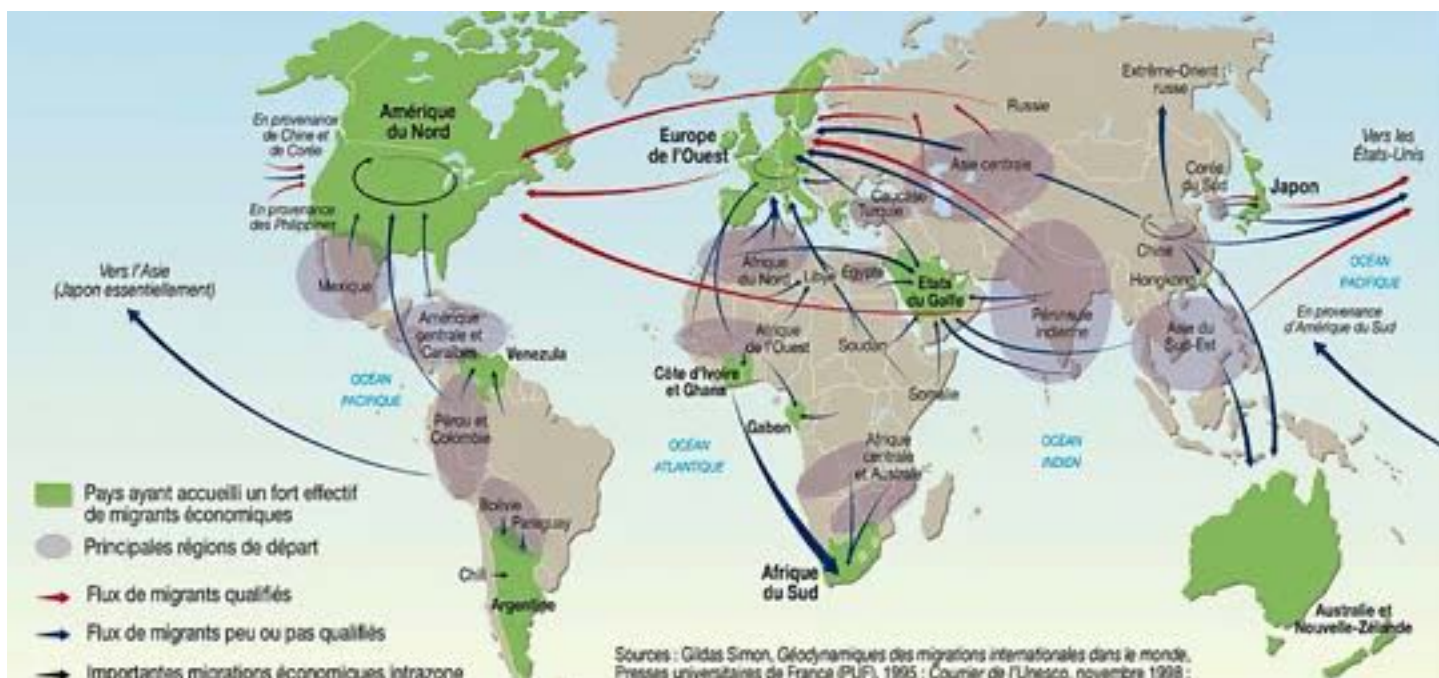 Extrême-Orient
russe
Russie
Amérique
du Nord
En provenance
de Chine et
de Corée
Europe
de l'Ouest
Vers les
États-Unis
Asie centrale
Corée
du Sud
Japon
Caucase
Turquie
En provenance
des Philippines
Chine
Vers l'Asie
(Japon essentiellement)
Mexique
Afrique
du Nord
Libye
Egypte
Etats
du Golfe
Hongkong
OCÉAN
PACIFIQUE
Amérique
centrale et
Caraïbes
Venezula
Afrique
de l'Ouest
Soudan
Péninsule
indienne
Asie du
Sud-Est
En provenance
d'Amérique du Sud
OCÉAN
PACIFIQUE
Côte d'Ivoire
et Ghana
Somalie
Pérou et
Colombie
Gabon
OCÉAN
ATLANTIQUE
Afrique
centrale
et Australe
OCÉAN
INDIEN
Pays ayant accueilli un fort effectif
de migrants économiques
Principales régions de départ
Bolivie
Paraguay
Chili
Argentine
Afrique
du Sud
Australie et
Nouvelle-Zélande
Flux de migrants qualifiés
Flux de migrants peu ou pas qualifiés
Importantes migrations économiques intrazone
Sources : Gildas Simon, Géodynamiques des migrations internationales dans le monde,
Presses universitaires de France (PUF), 1995 ; Courrier de l'Unesco, novembre 1998 ;